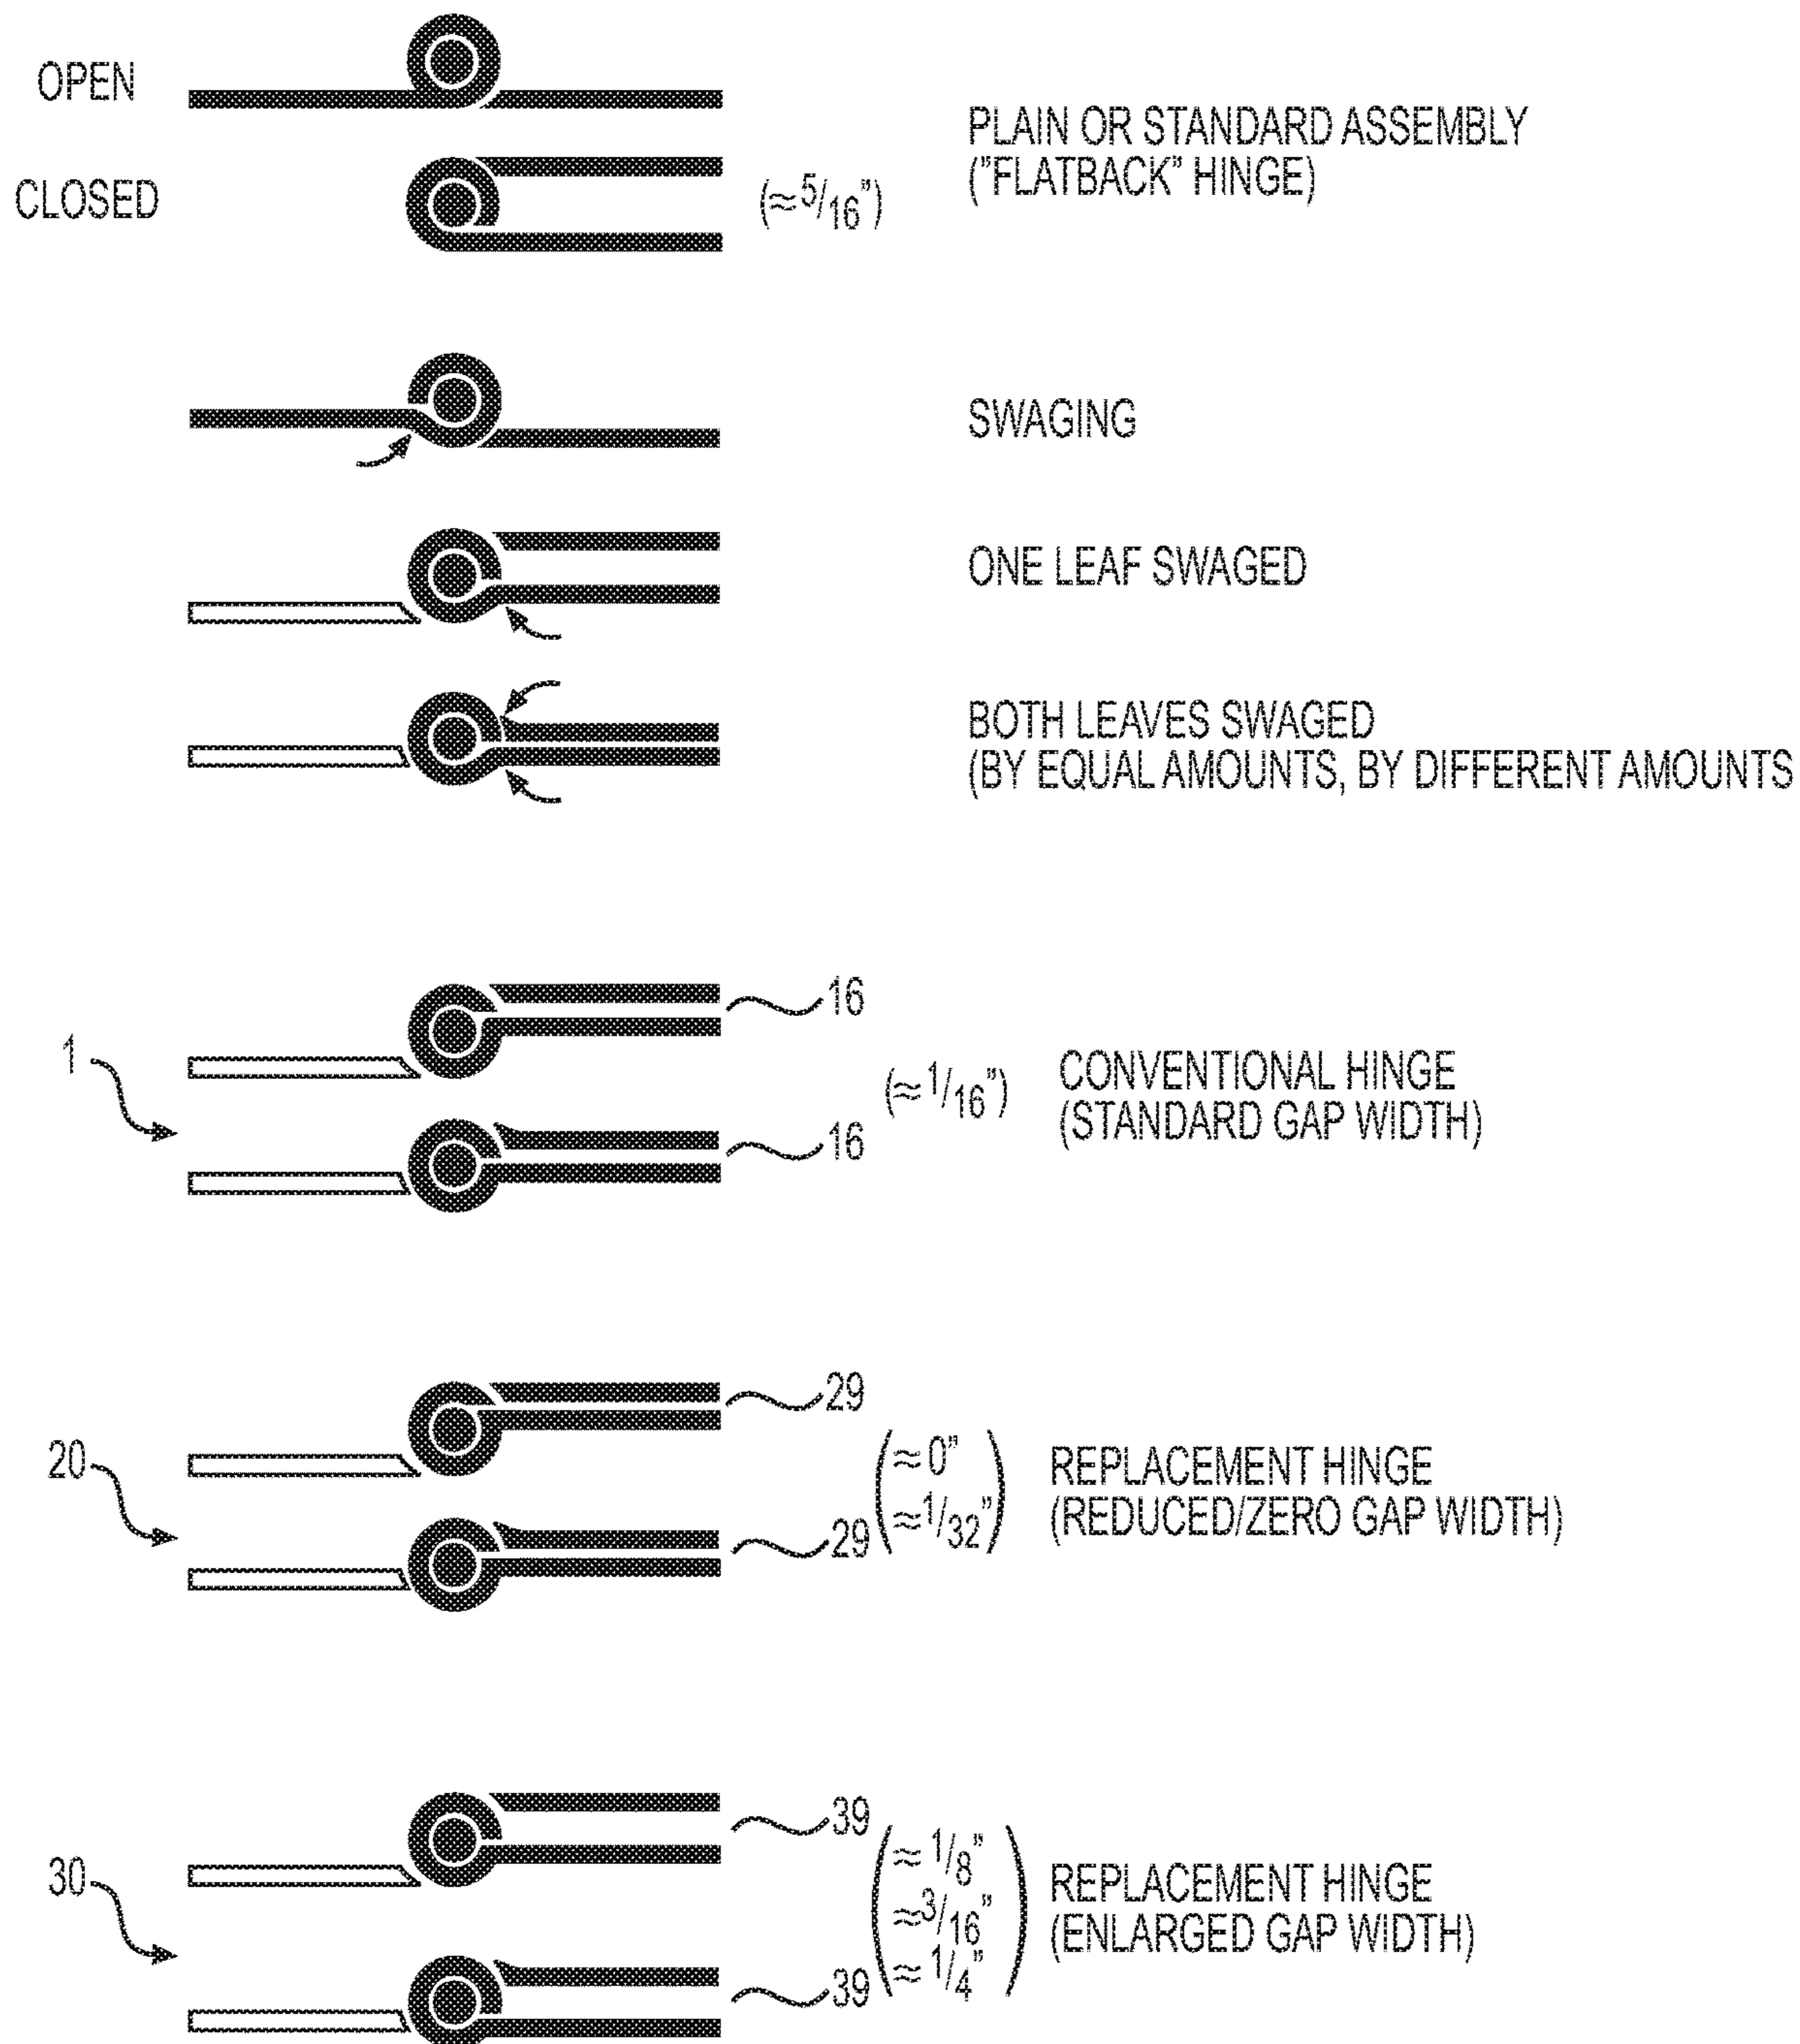 OPEN
PLAIN OR STANDARD ASSEMBLY
("FLATBACK" HINGE)
CLOSED
(≈5/16")
SWAGING
ONE LEAF SWAGED
BOTH LEAVES SWAGED
(BY EQUAL AMOUNTS, BY DIFFERENT AMOUNTS
16
1
(≈1/16")
CONVENTIONAL HINGE
(STANDARD GAP WIDTH)
16
29
20
≈0"
≈1/32"
REPLACEMENT HINGE
(REDUCED/ZERO GAP WIDTH)
29
39
30
≈1/8"
≈3/16"
≈1/4"
REPLACEMENT HINGE
(ENLARGED GAP WIDTH)
39